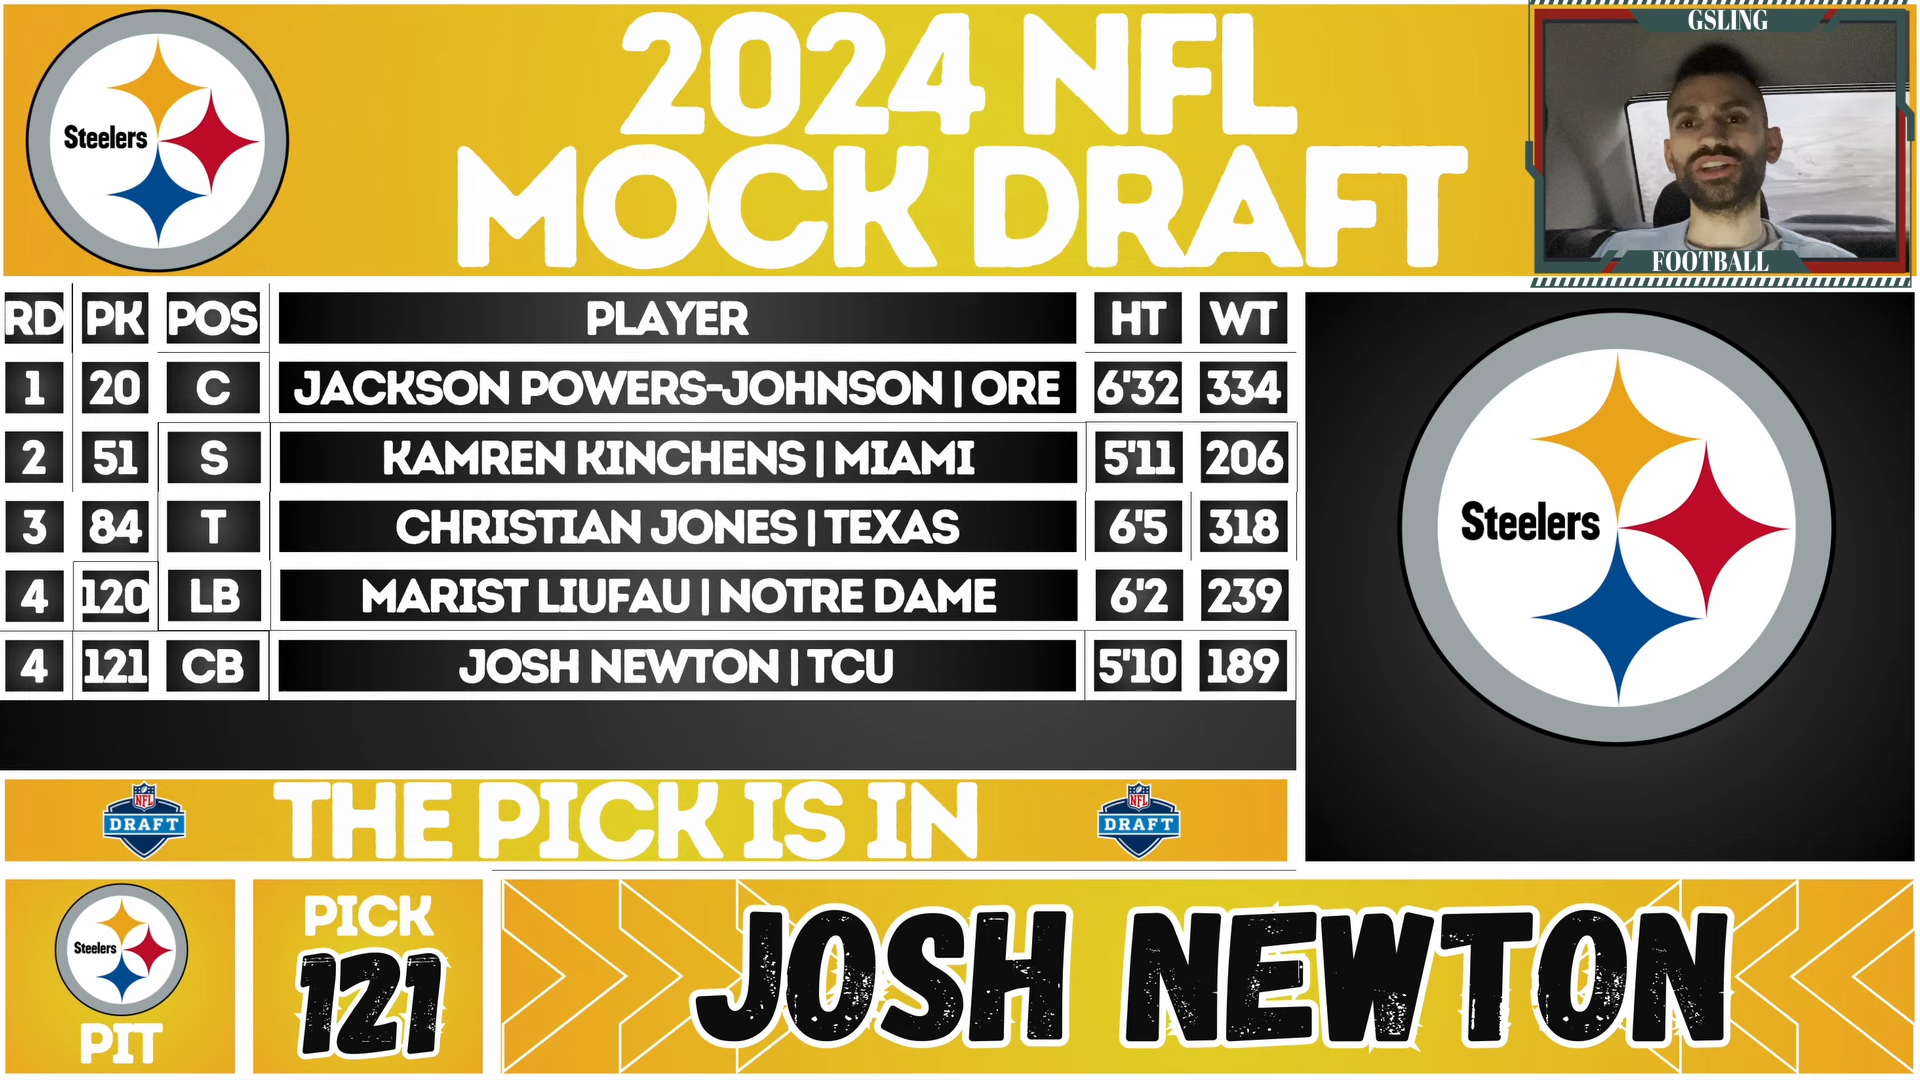 Steelers
2024 NFL
MOCK DRAFT
GSLING
FOOTBALL
RD PK POS PLAYER HT WT
1 20 C JACKSON POWERS-JOHNSON | ORE 6'32 334
2 51 S KAMREN KINCHENS | MIAMI 5'11 206
3 84 T CHRISTIAN JONES | TEXAS 6'5 318
4 120 LB MARIST LIUFAU | NOTRE DAME 6'2 239
4 121 CB JOSH NEWTON | TCU 5'10 189
Steelers
NFL
DRAFT
THE PICK IS IN
NFL
DRAFT
Steelers
PIT
PICK
121
JOSH NEWTON